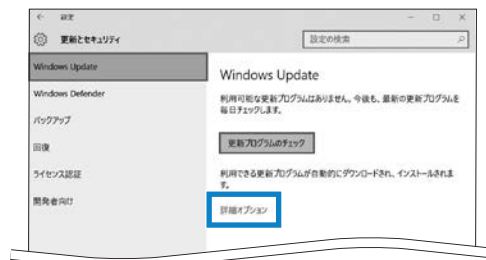 設定
更新とセキュリティ
設定の検索
Windows Update
Windows Defender
バックアップ
回復
ライセンス認証
開発者向け
Windows Update
利用可能な更新プログラムはありません。今後も、最新の更新プログラムを
毎日チェックします。
更新プログラムのチェック
利用できる更新プログラムが自動的にダウンロードされ、インストールされま
す。
詳細オプション